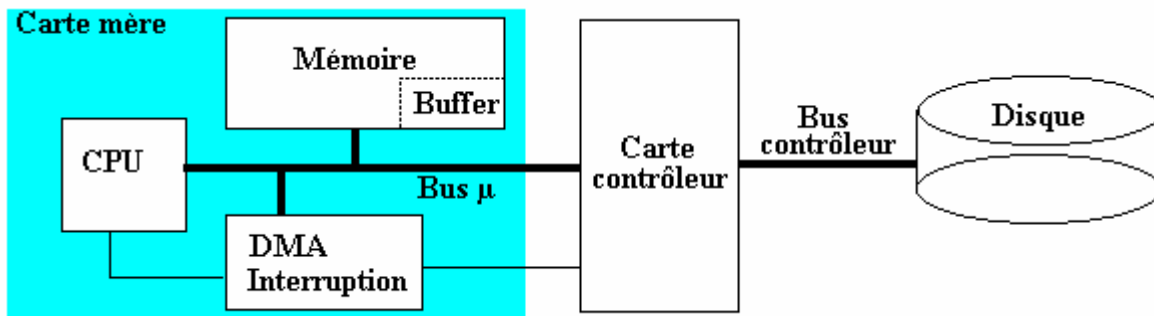 Carte mère
Mémoire
Buffer
CPU
Bus µ
DMA
Interruption
Carte
contrôleur
Bus
contrôleur
Disque